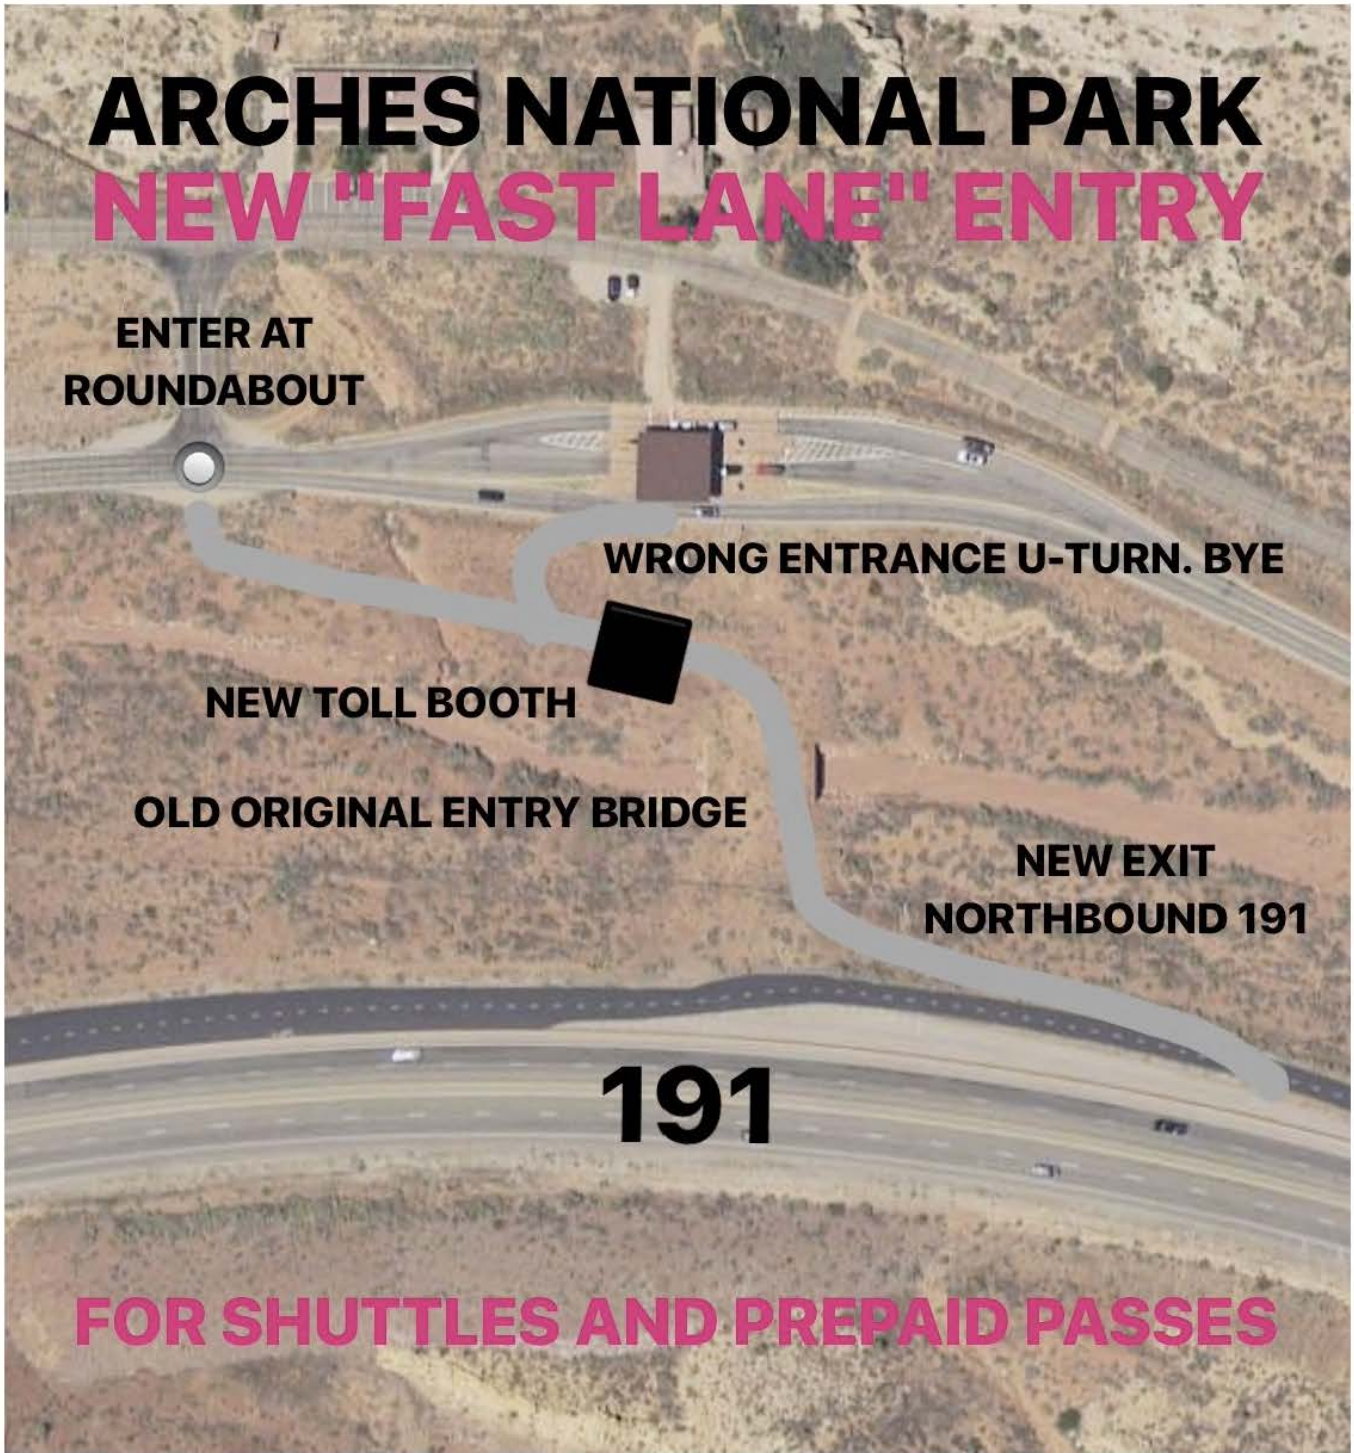 ARCHES NATIONAL PARK
NEW "FAST LANE" ENTRY
ENTER AT
ROUNDABOUT
WRONG ENTRANCE U-TURN. BYE
NEW TOLL BOOTH
OLD ORIGINAL ENTRY BRIDGE
NEW EXIT
NORTHBOUND 191
191
FOR SHUTTLES AND PREPAID PASSES